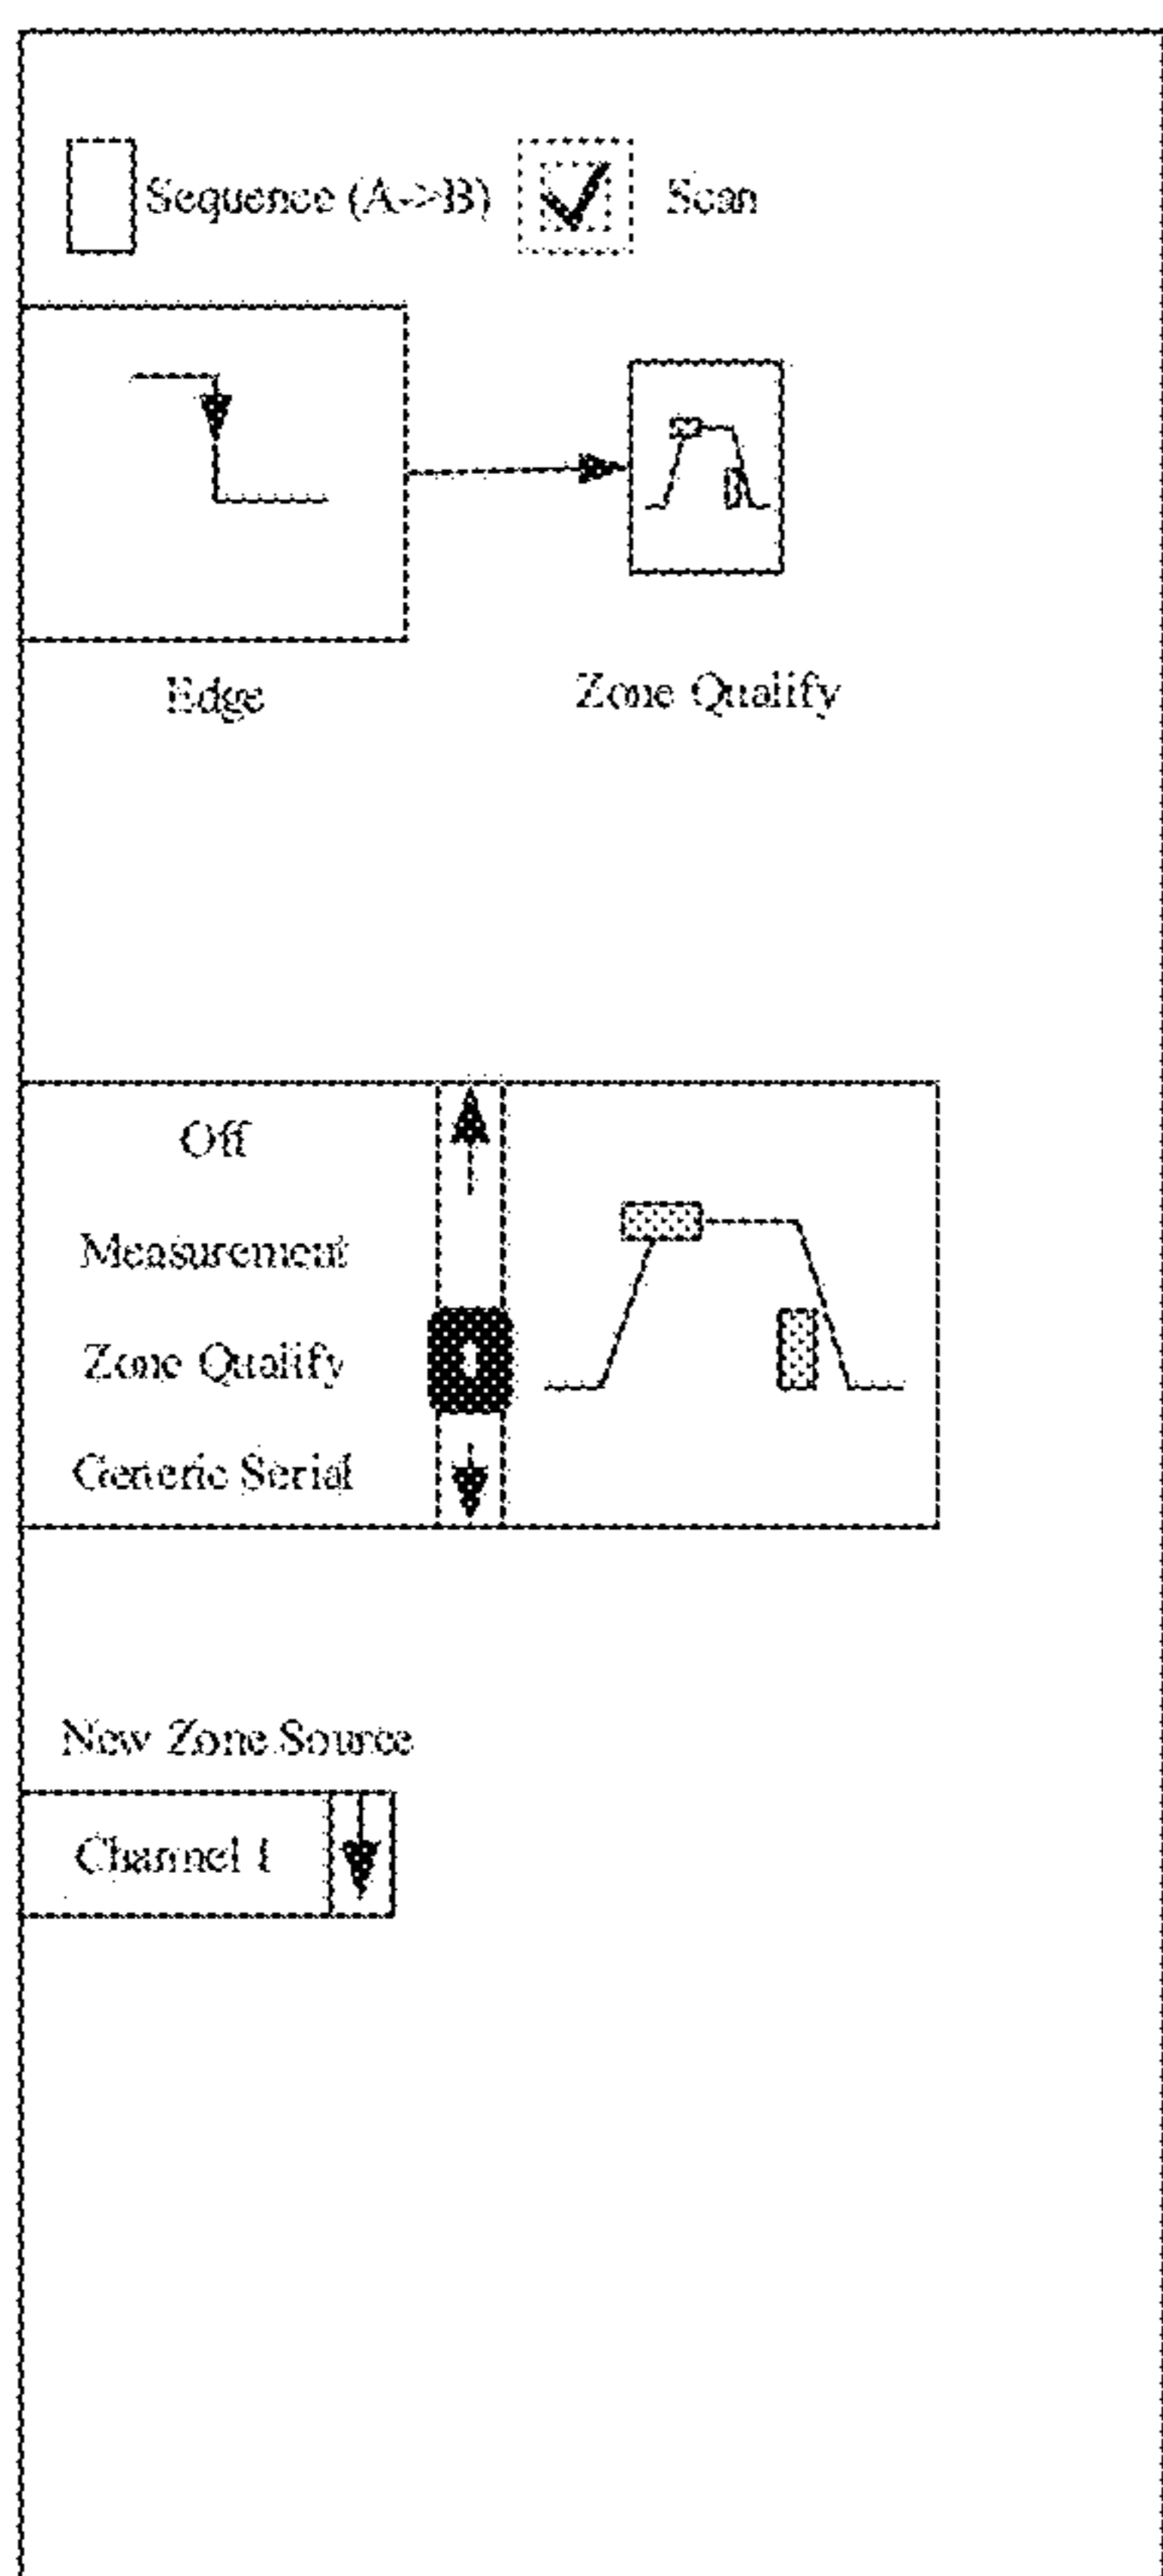 Sequence (A->B) Scan
Edge Zone Qualify
Off
Measurement
Zone Qualify
Generic Serial
New Zone Source
Channel 1